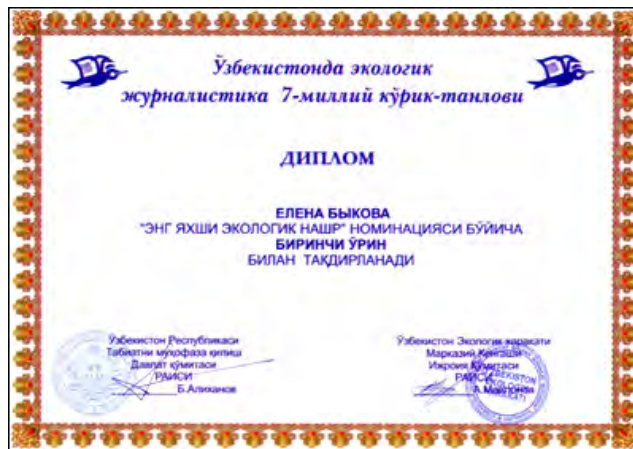 Ўзбекистонда экологик
журналистика 7-миллий кўрик-танлови
ДИПЛОМ
ЕЛЕНА БЫКОВА
"ЭНГ ЯХШИ ЭКОЛОГИК НАШР" НОМИНАЦИЯСИ БЎЙИЧА
БИРИНЧИ ЎРИН
БИЛАН ТАҚДИРЛАНАДИ
Ўзбекистон Республикаси
Табиатни муҳофаза қилиш
Давлат қўмитаси
РАИСИ
Б.Алиханов
Ўзбекистон Экологик ҳаракати
Марказий Кенгаши
Ижроия Қўмитаси
РАИСИ